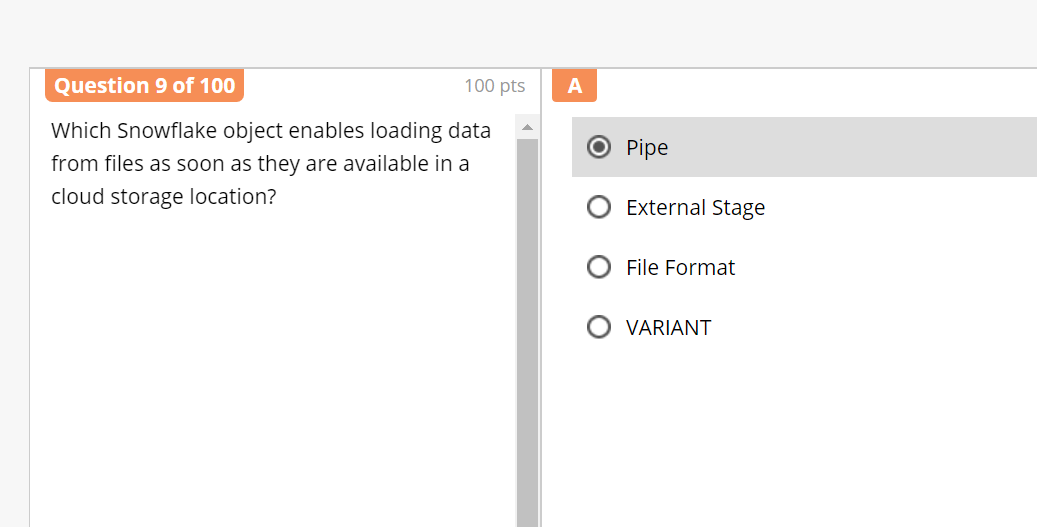 Question 9 of 100
100 pts
Which Snowflake object enables loading data
from files as soon as they are available in a
cloud storage location?
A
Pipe
External Stage
File Format
VARIANT